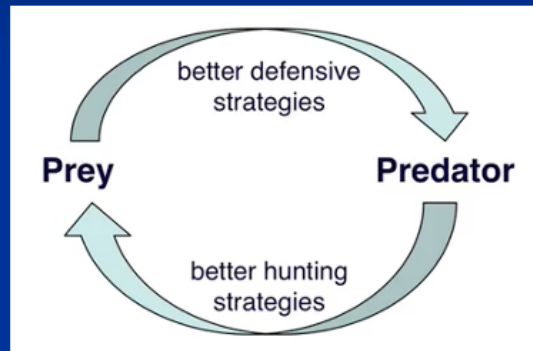 better defensive
strategies
Prey
Predator
better hunting
strategies